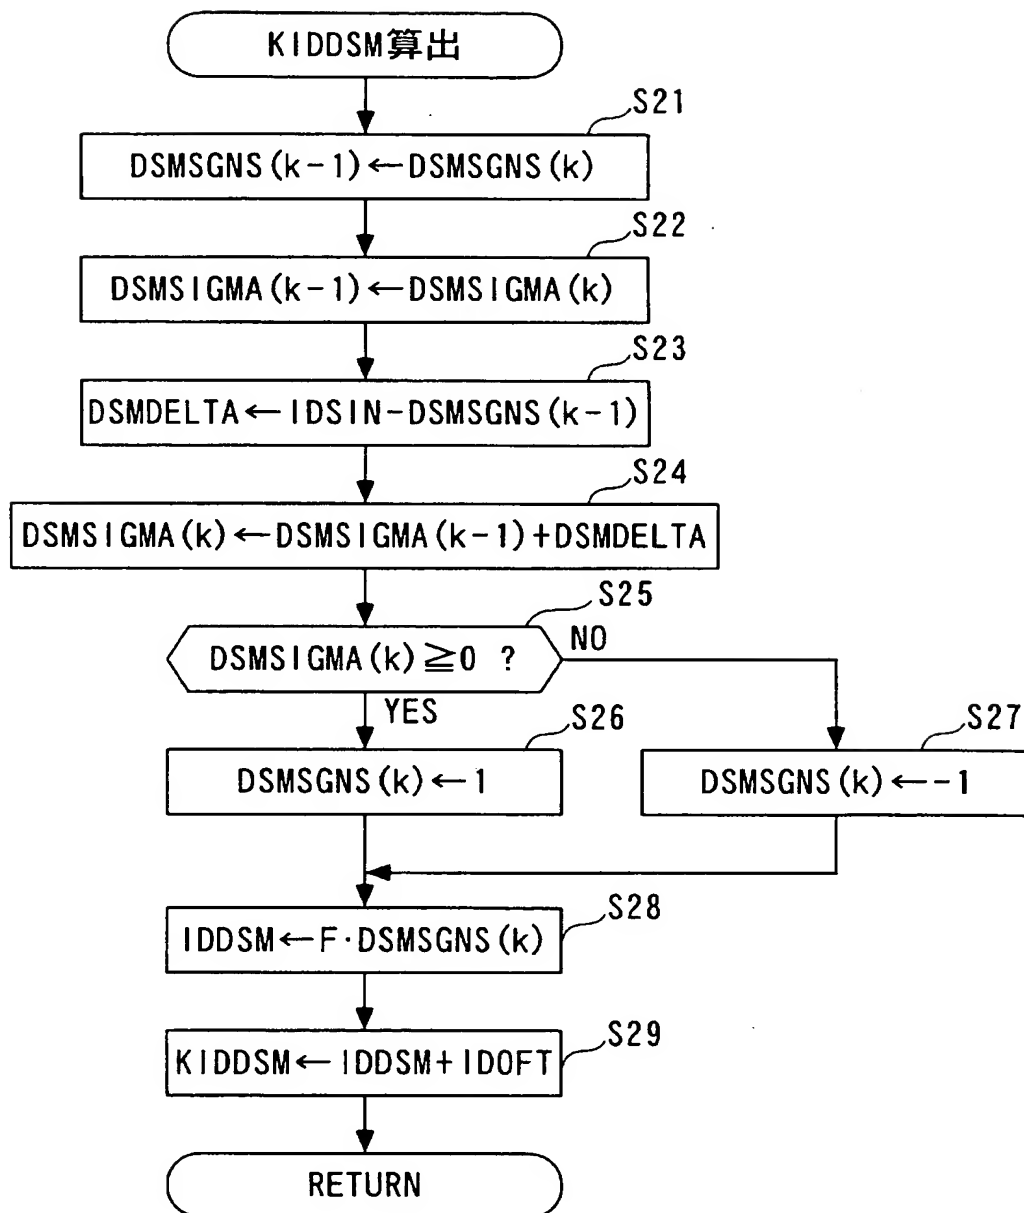 KIDDSM算出
S21
DSMSGNS(k-1)←DSMSGNS(k)
S22
DSMSIGMA(k-1)←DSMSIGMA(k)
S23
DSMDELTA←IDSIN-DSMSGNS(k-1)
S24
DSMSIGMA(k)←DSMSIGMA(k-1)+DSMDELTA
S25
DSMSIGMA(k)≧0 ?
NO
YES
S26
DSMSGNS(k)←1
S27
DSMSGNS(k)←-1
S28
IDDSM←F·DSMSGNS(k)
S29
KIDDSM←IDDSM+IDOFT
RETURN